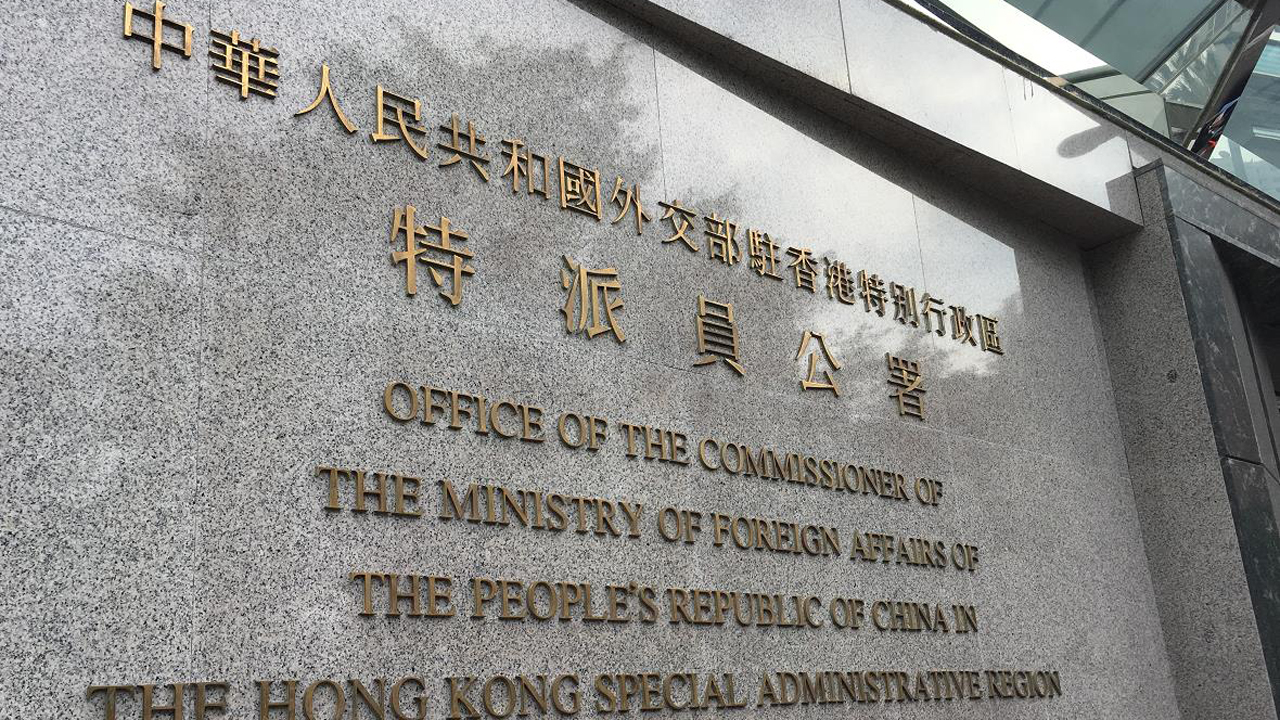 中華人民共和國外交部駐香港特別行政區
特派員公署
OFFICE OF THE COMMISSIONER OF
THE MINISTRY OF FOREIGN AFFAIRS OF
THE PEOPLE'S REPUBLIC OF CHINA IN
THE HONG KONG SPECIAL ADMINISTRATIVE REGION